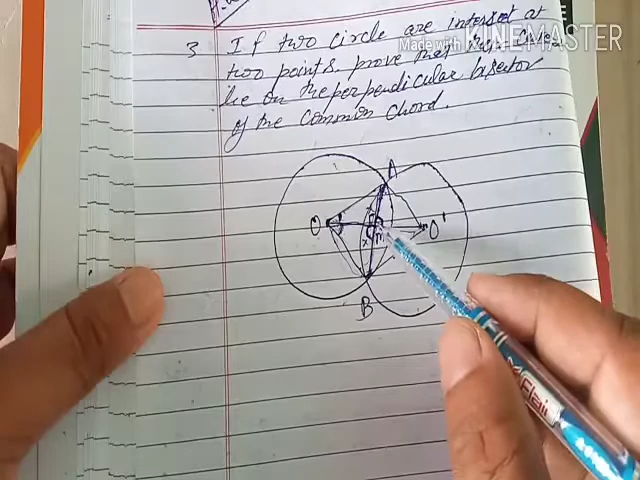 3 If two circle are intersect at
two points, prove that
lie on the perpendicular bisector
of the common chord.
Made with KINEMASTER
A
O
O'
B
Flair